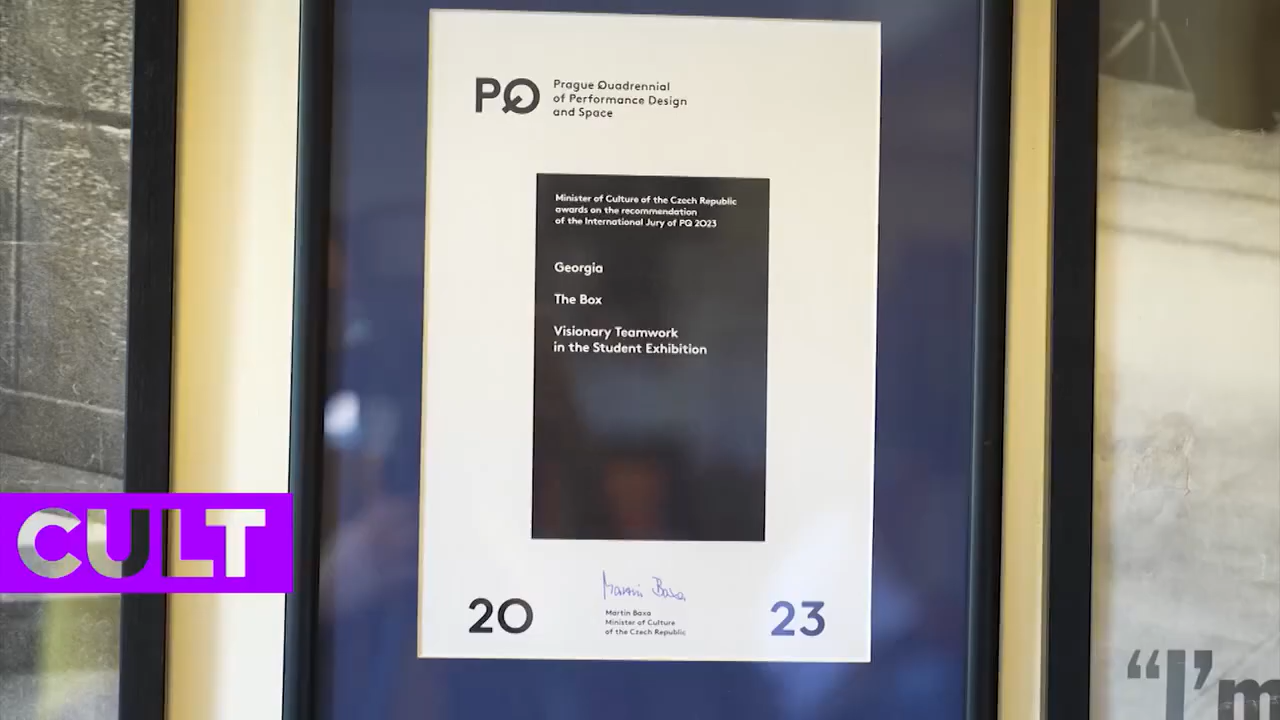 PQ
Prague Quadrennial
of Performance Design
and Space
Minister of Culture of the Czech Republic
awards on the recommendation
of the International Jury of PQ 2023
Georgia
The Box
Visionary Teamwork
in the Student Exhibition
CULT
Martin Baxa
20
23
Martin Baxa
Minister of Culture
of the Czech Republic
“I’m